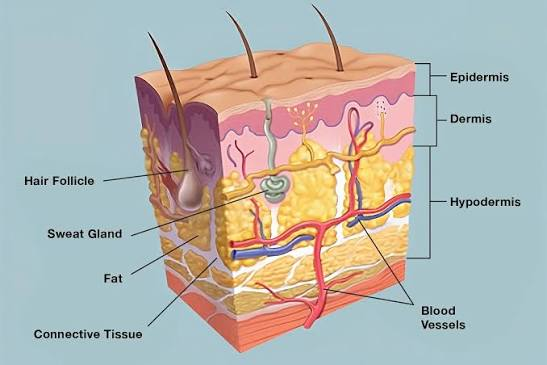 Epidermis
Dermis
Hair Follicle
Hypodermis
Sweat Gland
Fat
Blood
Vessels
Connective Tissue